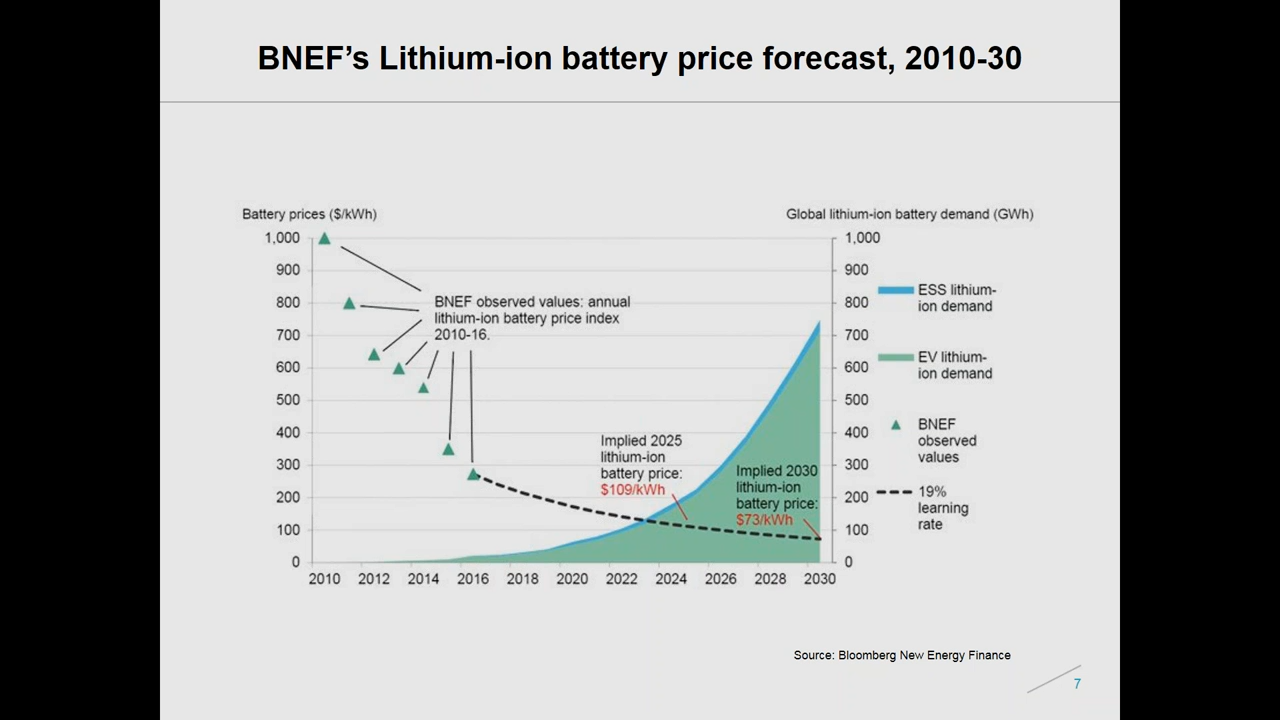 BNEF’s Lithium-ion battery price forecast, 2010-30
Battery prices ($/kWh)
Global lithium-ion battery demand (GWh)
1,000
900
800
700
600
500
400
300
200
100
0
BNEF observed values: annual
lithium-ion battery price index
2010-16.
Implied 2025
lithium-ion
battery price:
$109/kWh
Implied 2030
lithium-ion
battery price:
$73/kWh
1,000
900
800
700
600
500
400
300
200
100
0
2010 2012 2014 2016 2018 2020 2022 2024 2026 2028 2030
ESS lithium-
ion demand
EV lithium-
ion demand
BNEF
observed
values
19%
learning
rate
Source: Bloomberg New Energy Finance
7